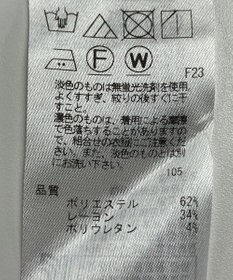 F W
F23
淡色のものは無蛍光洗剤を使用、
よくすすぎ、絞りの後すぐに干
すこと。
濃色のものは、着用による摩擦
で色落ちすることがありますの
で、組合せの衣服にご注意くださ
い。また、淡色のものとは別に
お洗い下さい。
105
品質
ポリエステル 62%
レーヨン 34%
ポリウレタン 4%